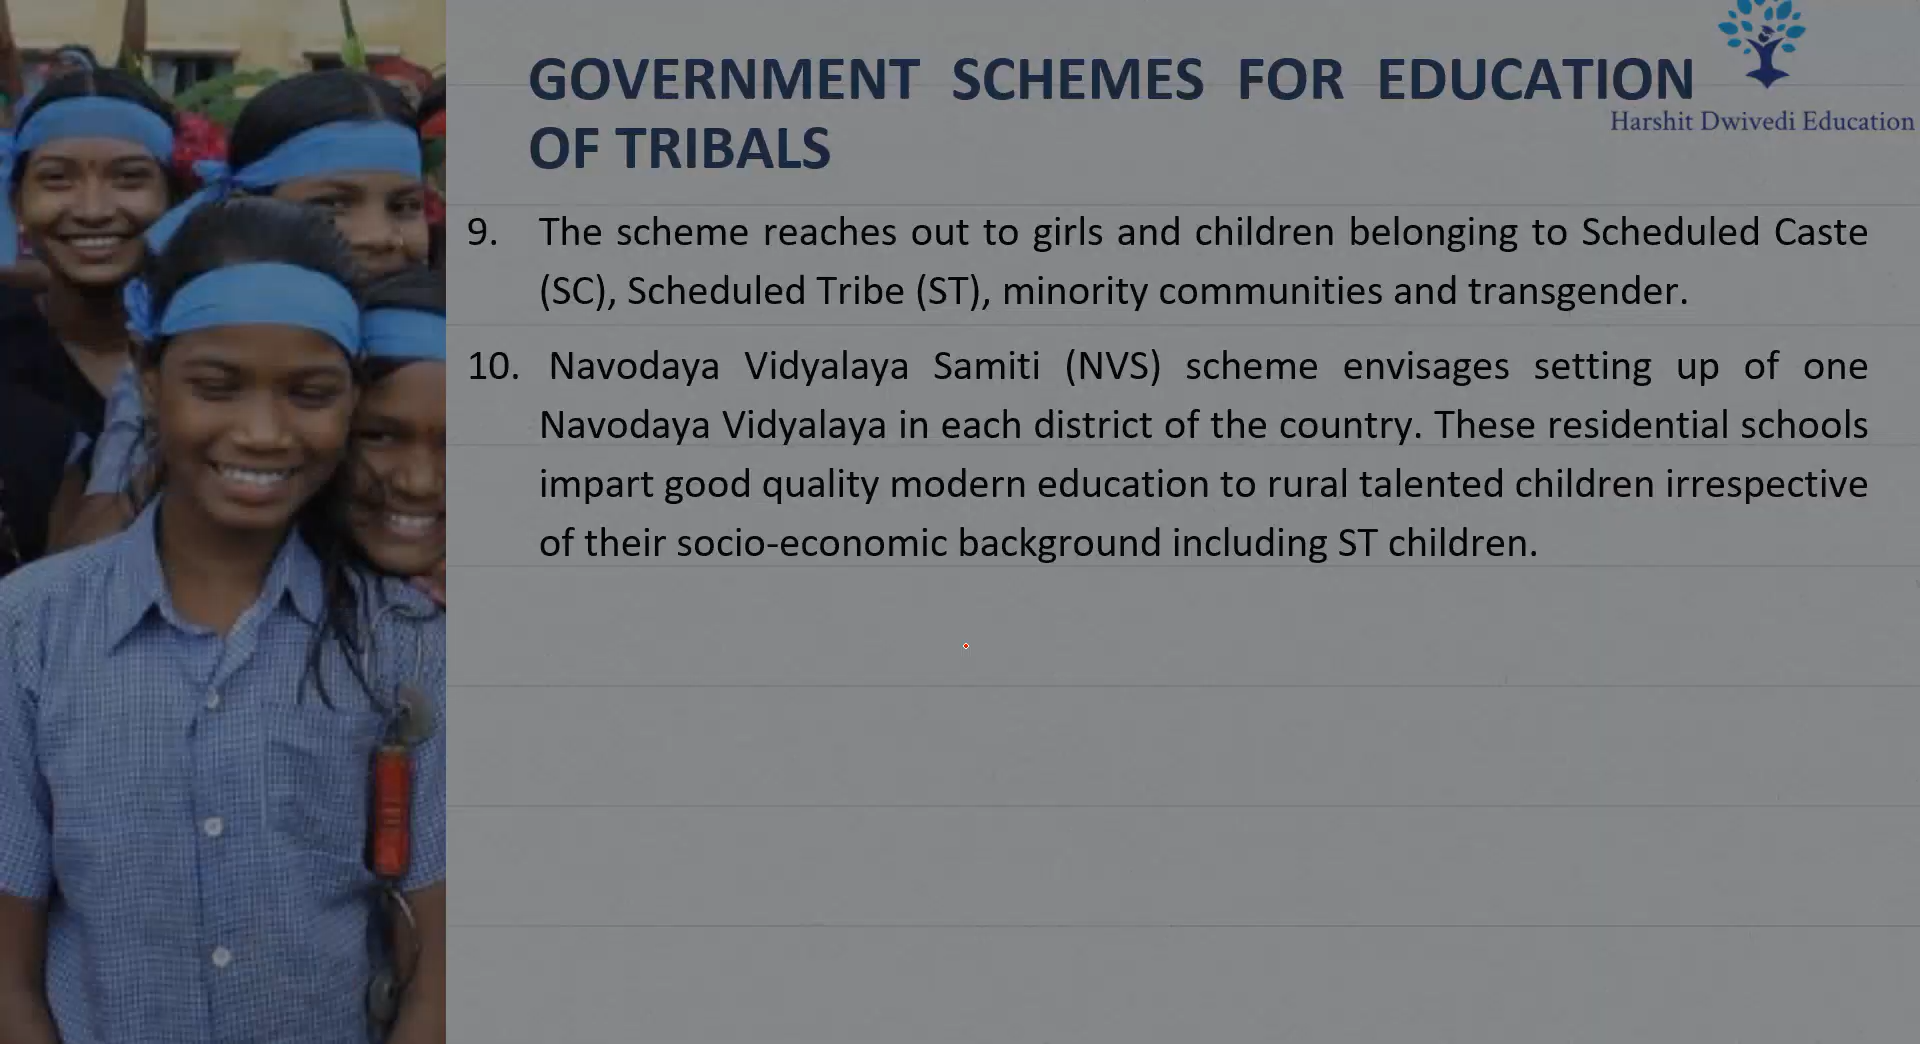 GOVERNMENT SCHEMES FOR EDUCATION
OF TRIBALS
Harshit Dwivedi Education
9. The scheme reaches out to girls and children belonging to Scheduled Caste
(SC), Scheduled Tribe (ST), minority communities and transgender.
10. Navodaya Vidyalaya Samiti (NVS) scheme envisages setting up of one
Navodaya Vidyalaya in each district of the country. These residential schools
impart good quality modern education to rural talented children irrespective
of their socio-economic background including ST children.